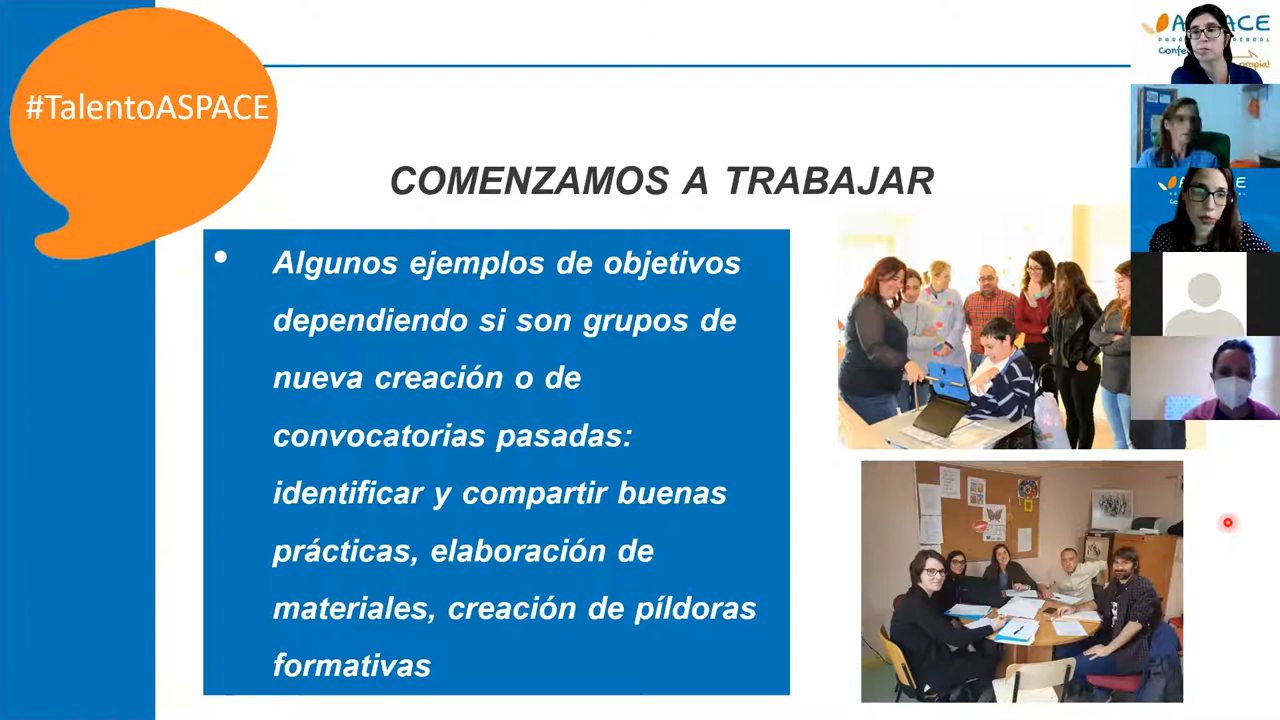 #TalentoASPACE
COMENZAMOS A TRABAJAR
• Algunos ejemplos de objetivos
dependiendo si son grupos de
nueva creación o de
convocatorias pasadas:
identificar y compartir buenas
prácticas, elaboración de
materiales, creación de píldoras
formativas